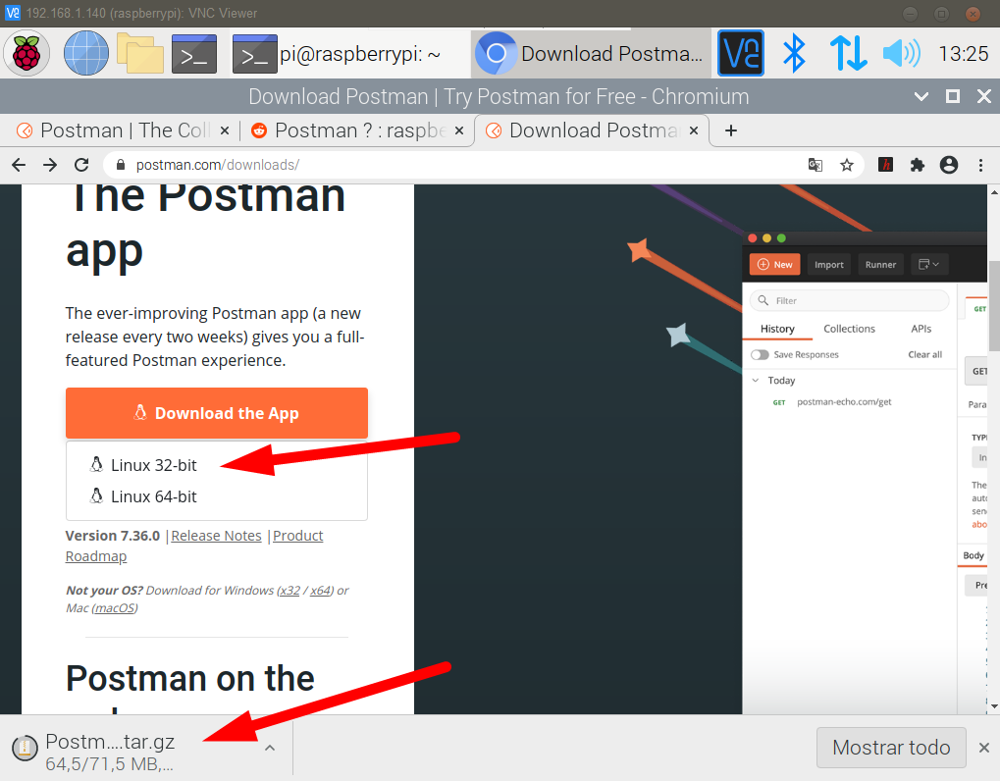 192.168.1.140 (raspberrypi): VNC Viewer
pi@raspberrypi: ~
Download Postma...
13:25
Download Postman | Try Postman for Free - Chromium
Postman | The Coll
Postman ? : raspbe
Download Postma
postman.com/downloads/
The Postman
app
The ever-improving Postman app (a new
release every two weeks) gives you a full-
featured Postman experience.
Download the App
Linux 32-bit
Linux 64-bit
Version 7.36.0 | Release Notes | Product
Roadmap
Not your OS? Download for Windows (x32 / x64) or
Mac (macOS)
Postman on the
New
Import
Runner
Filter
History
Collections
APIs
Save Responses
Clear all
Today
GET
postman-echo.com/get
GET
GET
Para
TYP
In
The
auto
sen
abo
Body
Pre
Postm....tar.gz
64,5/71,5 MB,...
Mostrar todo